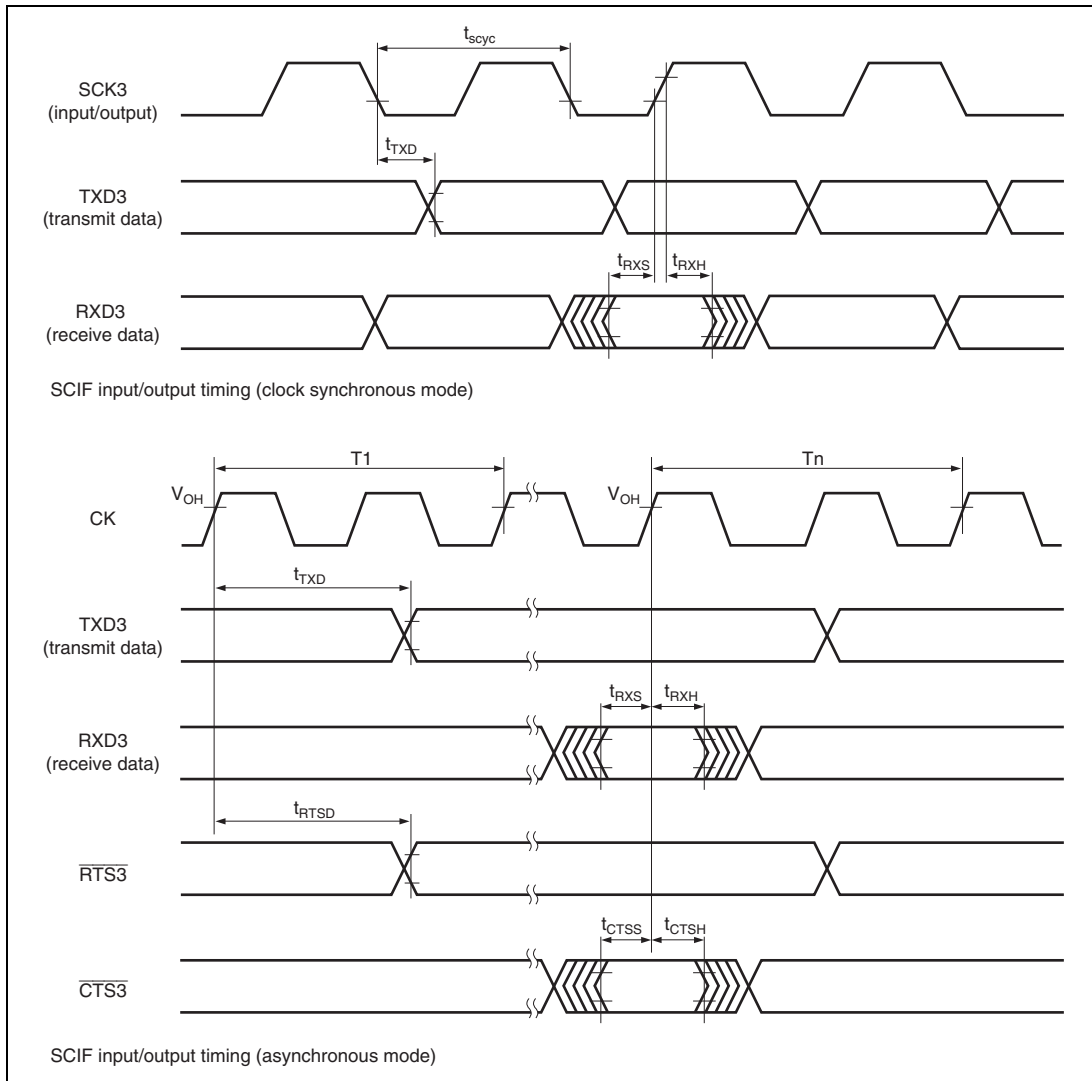 tscyc
SCK3
(input/output)
tTXD
TXD3
(transmit data)
tRXS tRXH
RXD3
(receive data)
SCIF input/output timing (clock synchronous mode)
T1 Tn
VOH VOH
CK
tTXD
TXD3
(transmit data)
tRXS tRXH
RXD3
(receive data)
tRTSD
RTS3
tCTSS tCTSH
CTS3
SCIF input/output timing (asynchronous mode)